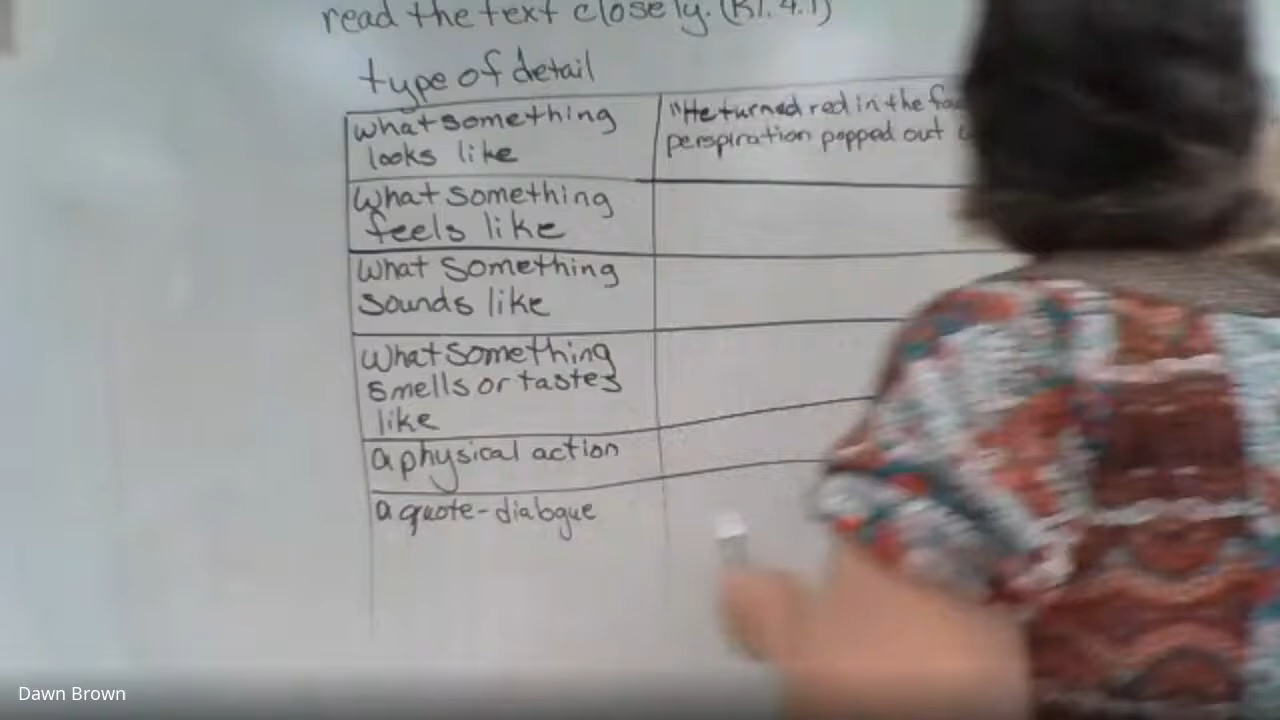 read the text closely. (RI. 4.1)
type of detail
what something
looks like
"He turned red in the
perspiration popped out
what something
feels like
what something
sounds like
what something
smells or tastes
like
a physical action
a quote-dialogue
Dawn Brown